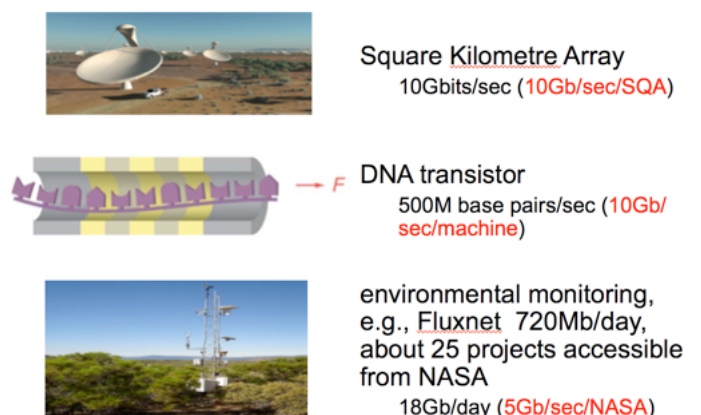 Square Kilometre Array
10Gbits/sec (10Gb/sec/SQA)
F
DNA transistor
500M base pairs/sec (10Gb/
sec/machine)
environmental monitoring,
e.g., Fluxnet 720Mb/day,
about 25 projects accessible
from NASA
18Gb/day (5Gb/sec/NASA)